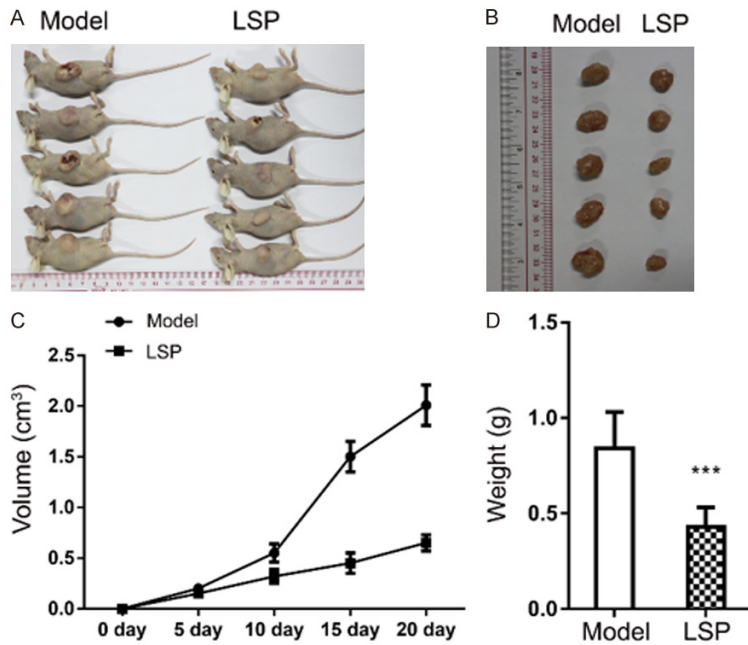 A
Model
LSP
B
Model
LSP
C
Model
LSP
Volume (cm³)
2.5
2.0
1.5
1.0
0.5
0.0
0 day
5 day
10 day
15 day
20 day
D
Weight (g)
1.5
1.0
0.5
0.0
***
Model
LSP